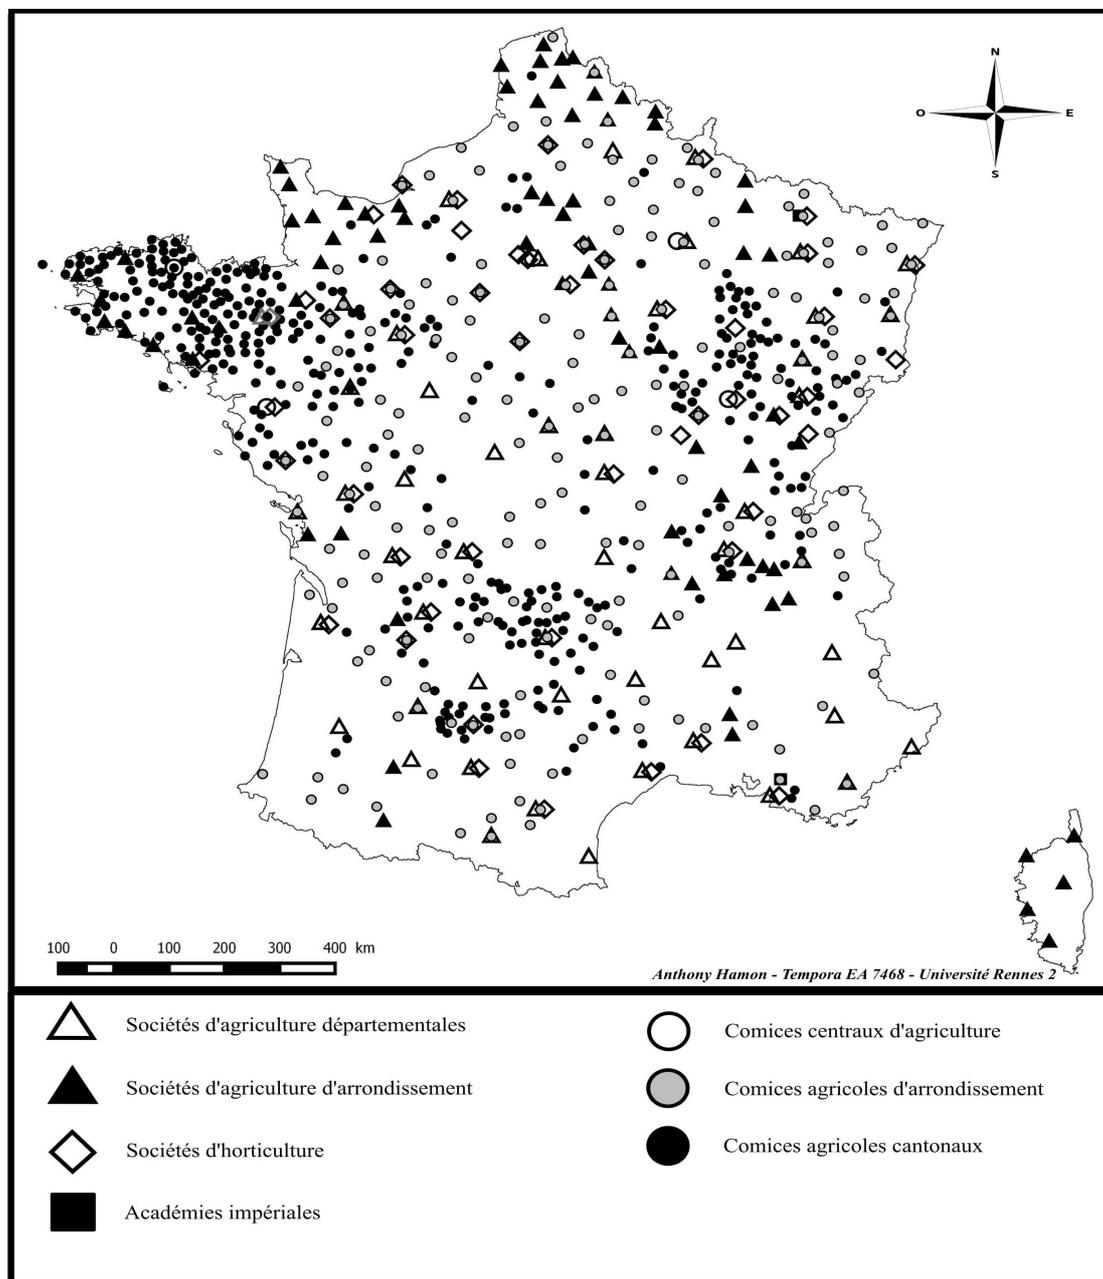 N
O
E
S
100 0 100 200 300 400 km
Anthony Hamon - Tempora EA 7468 - Université Rennes 2
Sociétés d'agriculture départementales
Comices centraux d'agriculture
Sociétés d'agriculture d'arrondissement
Comices agricoles d'arrondissement
Sociétés d'horticulture
Comices agricoles cantonaux
Académies impériales